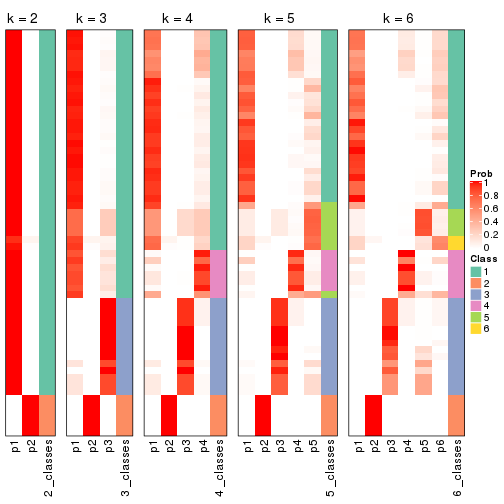 k = 2
k = 3
k = 4
k = 5
k = 6
p1
p2
2_classes
p1
p2
p3
3_classes
p1
p2
p3
p4
4_classes
p1
p2
p3
p4
p5
5_classes
p1
p2
p3
p4
p5
p6
6_classes
Prob
1
0.8
0.6
0.4
0.2
0
Class
1
2
3
4
5
6